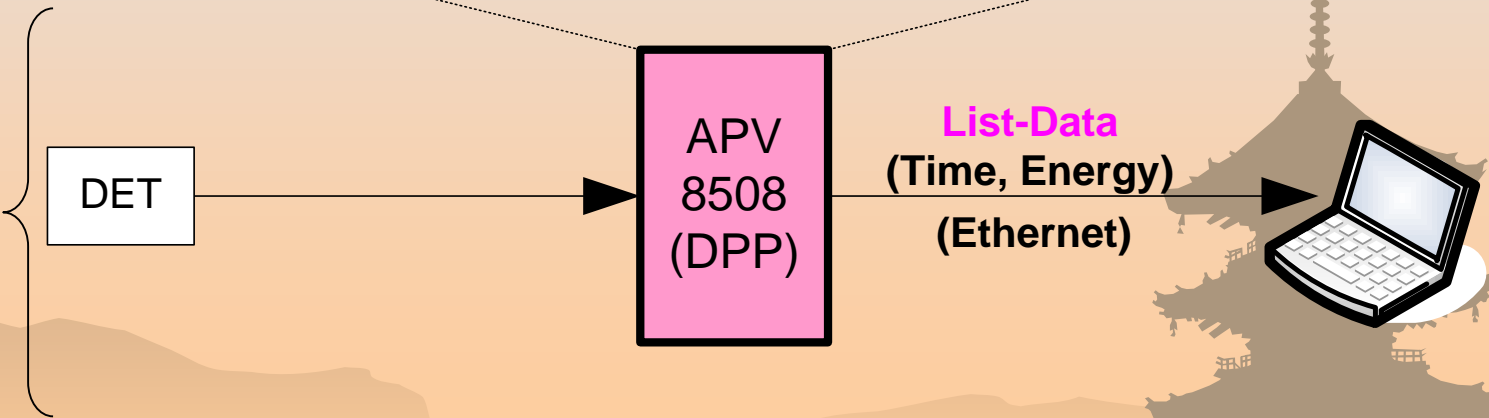 DET
APV
8508
(DPP)
List-Data
(Time, Energy)
(Ethernet)